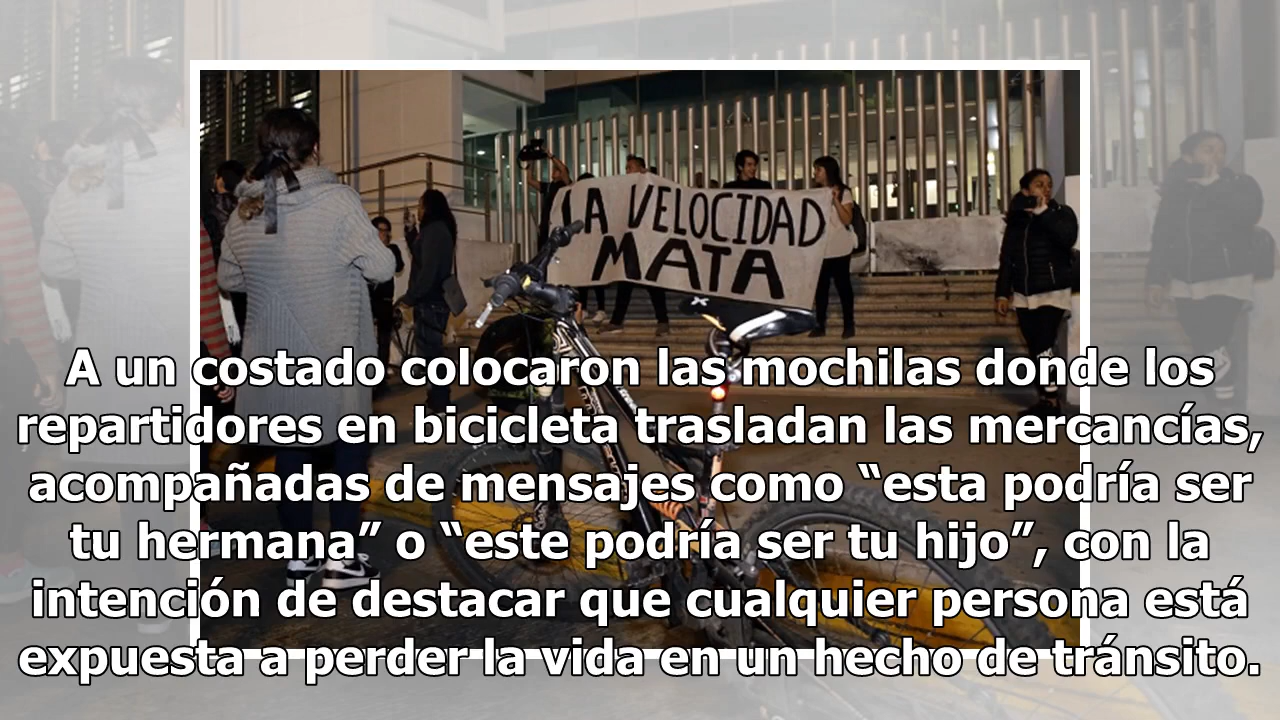 LA VELOCIDAD
MATA
A un costado colocaron las mochilas donde los
repartidores en bicicleta trasladan las mercancías,
acompañadas de mensajes como “esta podría ser
tu hermana” o “este podría ser tu hijo”, con la
intención de destacar que cualquier persona está
expuesta a perder la vida en un hecho de tránsito.